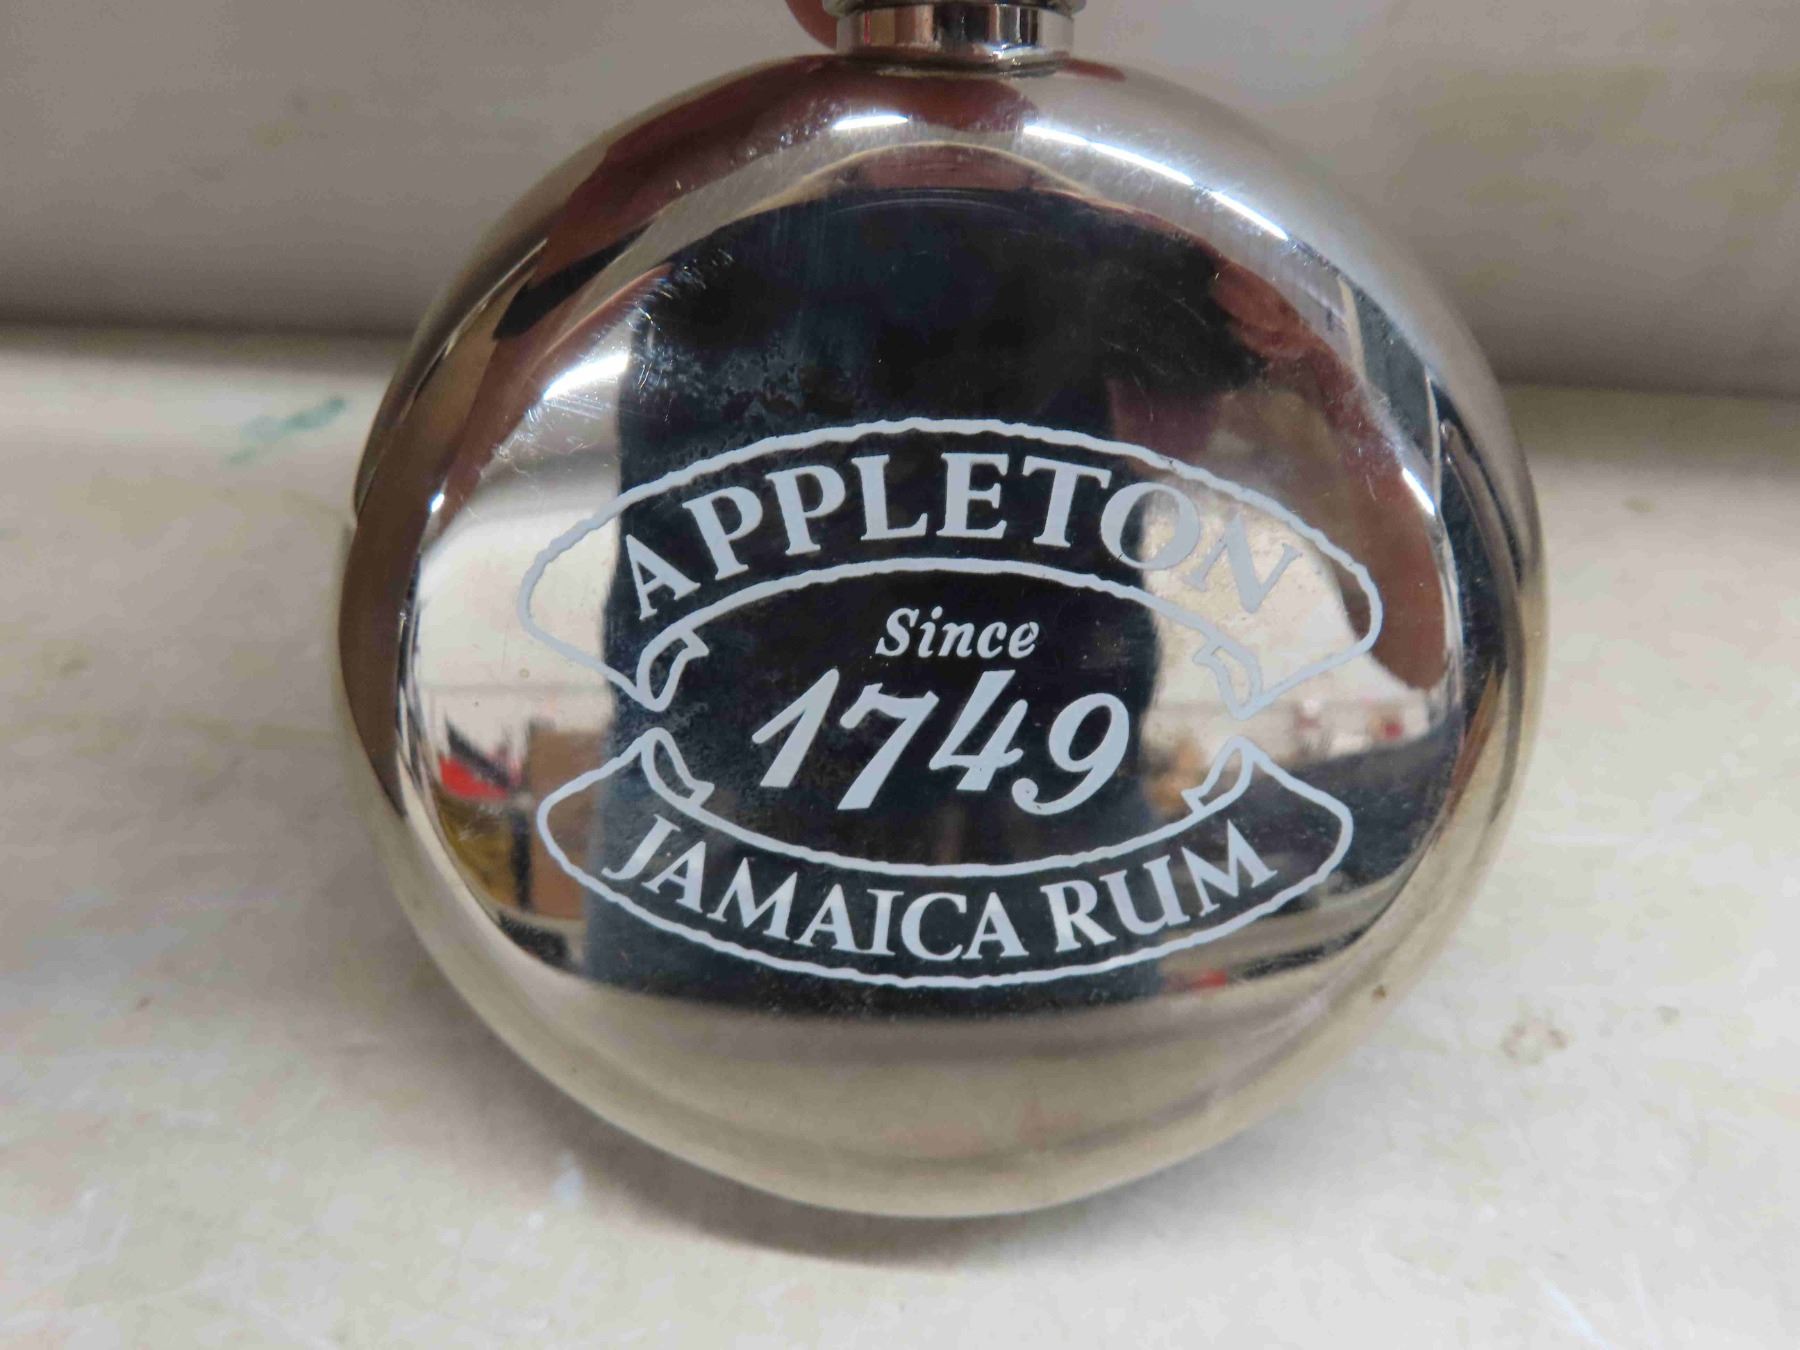 APPLETON
Since
1749
JAMAICA RUM